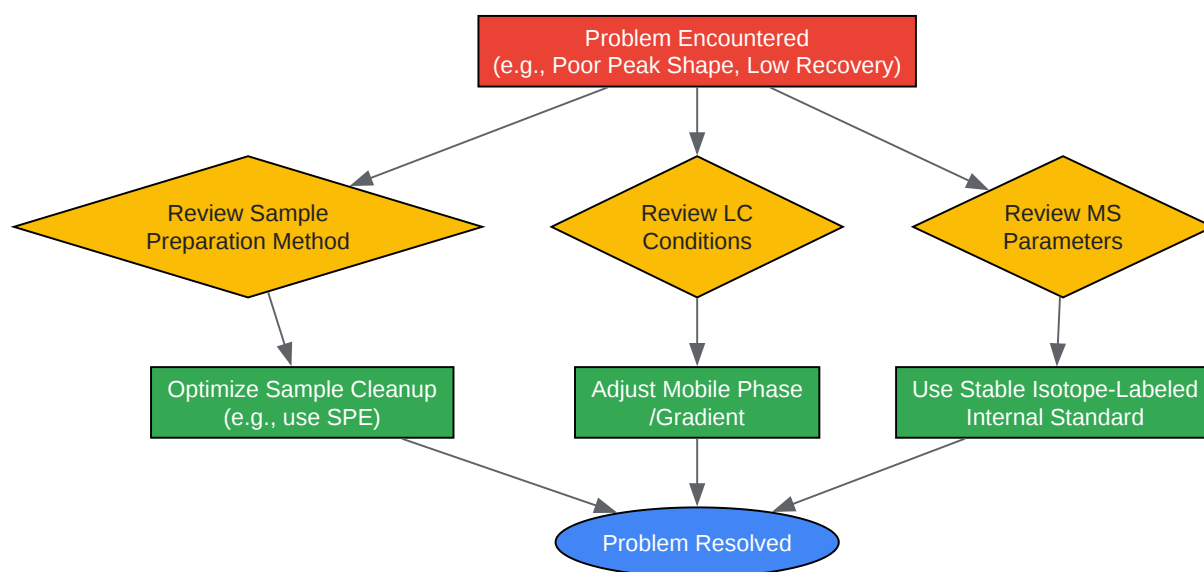 Problem Encountered
(e.g., Poor Peak Shape, Low Recovery)
Review Sample
Preparation Method
Review LC
Conditions
Review MS
Parameters
Optimize Sample Cleanup
(e.g., use SPE)
Adjust Mobile Phase
/Gradient
Use Stable Isotope-Labeled
Internal Standard
Problem Resolved